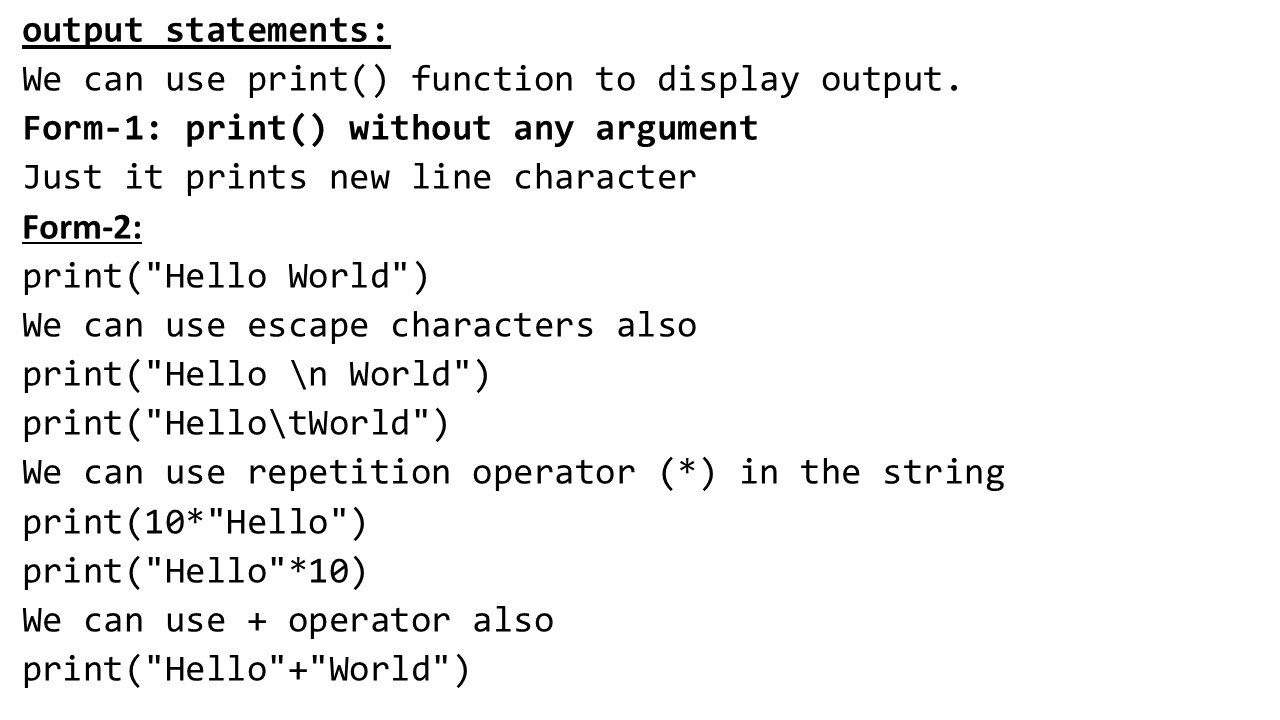 output statements:
We can use print() function to display output.
Form-1: print() without any argument
Just it prints new line character
Form-2:
print("Hello World")
We can use escape characters also
print("Hello \n World")
print("Hello\tWorld")
We can use repetition operator (*) in the string
print(10*"Hello")
print("Hello"*10)
We can use + operator also
print("Hello"+"World")